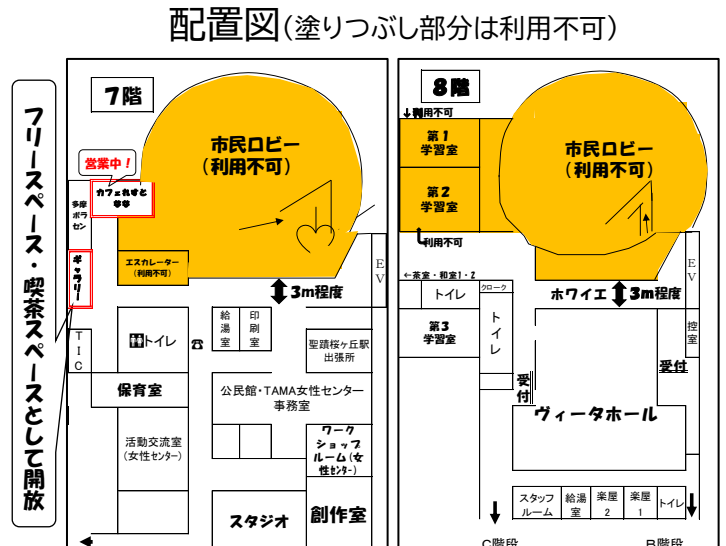 配置図(塗りつぶし部分は利用不可)
フリースペース・喫茶スペースとして開放
7階
市民ロビー
(利用不可)
営業中！
カフェれすと
なな
多摩
ボラ
セン
ギャラリー
エスカレーター
(利用不可)
EV
3m程度
TIC
トイレ
☎
給湯室
印刷室
聖蹟桜ヶ丘駅
出張所
保育室
公民館・TAMA女性センター
事務室
活動交流室
(女性ｾﾝﾀｰ)
ワーク
ショップ
ルーム(女
性ｾﾝﾀｰ)
スタジオ
創作室
8階
↓利用不可
第1
学習室
第2
学習室
利用不可
市民ロビー
(利用不可)
EV
←茶室・和室1・2
トイレ
クローク
ホワイエ
3m程度
第3
学習室
トイレ
控室
受付
受付
ヴィータホール
スタッフ
ルーム
給湯
室
楽屋
2
楽屋
1
トイレ
C階段
B階段